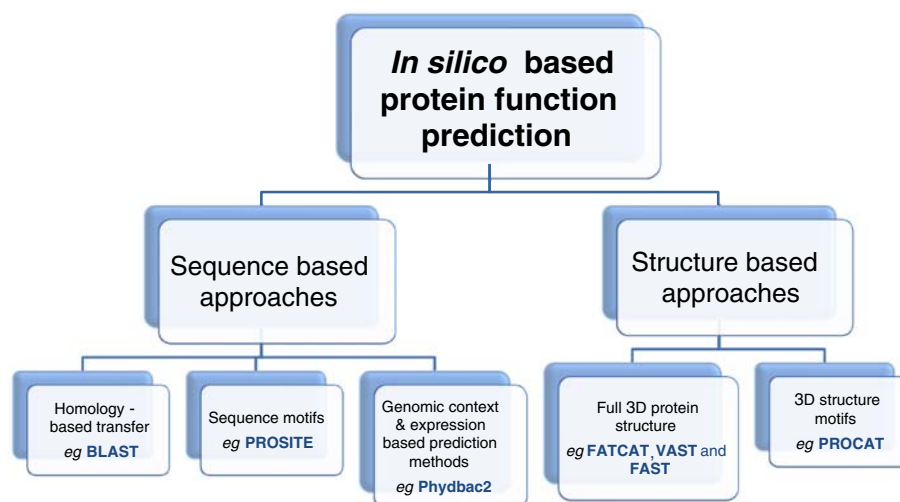 In silico based
protein function
prediction
Sequence based
approaches
Structure based
approaches
Homology -
based transfer
eg BLAST
Sequence motifs
eg PROSITE
Genomic context
& expression
based prediction
methods
eg Phydbac2
Full 3D protein
structure
eg FATCAT, VAST and
FAST
3D structure
motifs
eg PROCAT